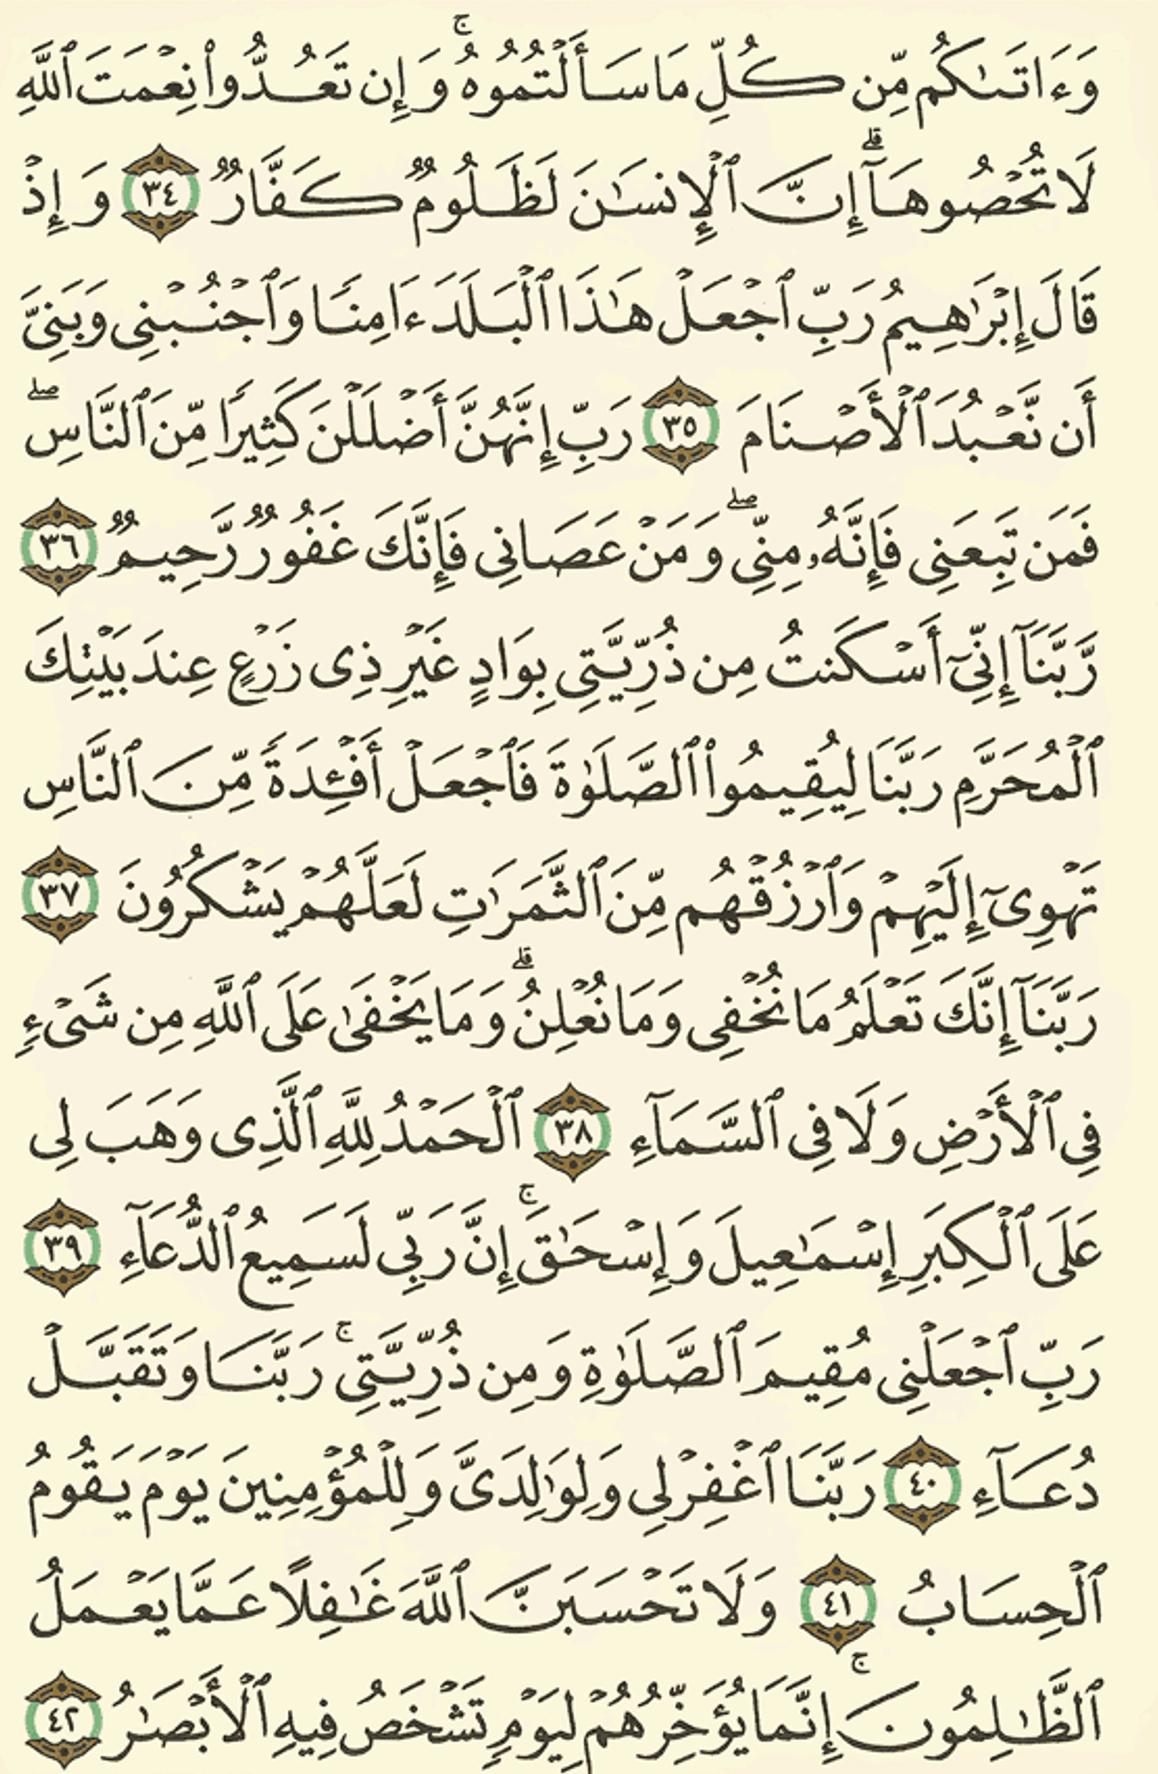 وَءَاتَىٰكُم مِّن كُلِّ مَا سَأَلْتُمُوهُ ۚ وَإِن تَعُدُّوا۟ نِعْمَتَ ٱللَّهِ
لَا تُحْصُوهَآ ۗ إِنَّ ٱلْإِنسَـٰنَ لَظَلُومٌ كَفَّارٌ ٣٤ وَإِذْ
قَالَ إِبْرَٰهِيمُ رَبِّ ٱجْعَلْ هَـٰذَا ٱلْبَلَدَ ءَامِنًا وَٱجْنُبْنِى وَبَنِىَّ
أَن نَّعْبُدَ ٱلْأَصْنَامَ ٣٥ رَبِّ إِنَّهُنَّ أَضْلَلْنَ كَثِيرًا مِّنَ ٱلنَّاسِ ۖ
فَمَن تَبِعَنِى فَإِنَّهُۥ مِنِّى ۖ وَمَنْ عَصَانِى فَإِنَّكَ غَفُورٌ رَّحِيمٌ ٣٦
رَّبَّنَآ إِنِّىٓ أَسْكَنتُ مِن ذُرِّيَّتِى بِوَادٍ غَيْرِ ذِى زَرْعٍ عِندَ بَيْتِكَ
ٱلْمُحَرَّمِ رَبَّنَا لِيُقِيمُوا۟ ٱلصَّلَوٰةَ فَٱجْعَلْ أَفْـِٔدَةً مِّنَ ٱلنَّاسِ
تَهْوِىٓ إِلَيْهِمْ وَٱرْزُقْهُم مِّنَ ٱلثَّمَرَٰتِ لَعَلَّهُمْ يَشْكُرُونَ ٣٧
رَبَّنَآ إِنَّكَ تَعْلَمُ مَا نُخْفِى وَمَا نُعْلِنُ ۗ وَمَا يَخْفَىٰ عَلَى ٱللَّهِ مِن شَىْءٍ
فِى ٱلْأَرْضِ وَلَا فِى ٱلسَّمَآءِ ٣٨ ٱلْحَمْدُ لِلَّهِ ٱلَّذِى وَهَبَ لِى
عَلَى ٱلْكِبَرِ إِسْمَـٰعِيلَ وَإِسْحَـٰقَ ۚ إِنَّ رَبِّى لَسَمِيعُ ٱلدُّعَآءِ ٣٩
رَبِّ ٱجْعَلْنِى مُقِيمَ ٱلصَّلَوٰةِ وَمِن ذُرِّيَّتِى ۚ رَبَّنَا وَتَقَبَّلْ
دُعَآءِ ٤٠ رَبَّنَا ٱغْفِرْ لِى وَلِوَٰلِدَىَّ وَلِلْمُؤْمِنِينَ يَوْمَ يَقُومُ
ٱلْحِسَابُ ٤١ وَلَا تَحْسَبَنَّ ٱللَّهَ غَـٰفِلًا عَمَّا يَعْمَلُ
ٱلظَّـٰلِمُونَ ۚ إِنَّمَا يُؤَخِّرُهُمْ لِيَوْمٍ تَشْخَصُ فِيهِ ٱلْأَبْصَـٰرُ ٤٢